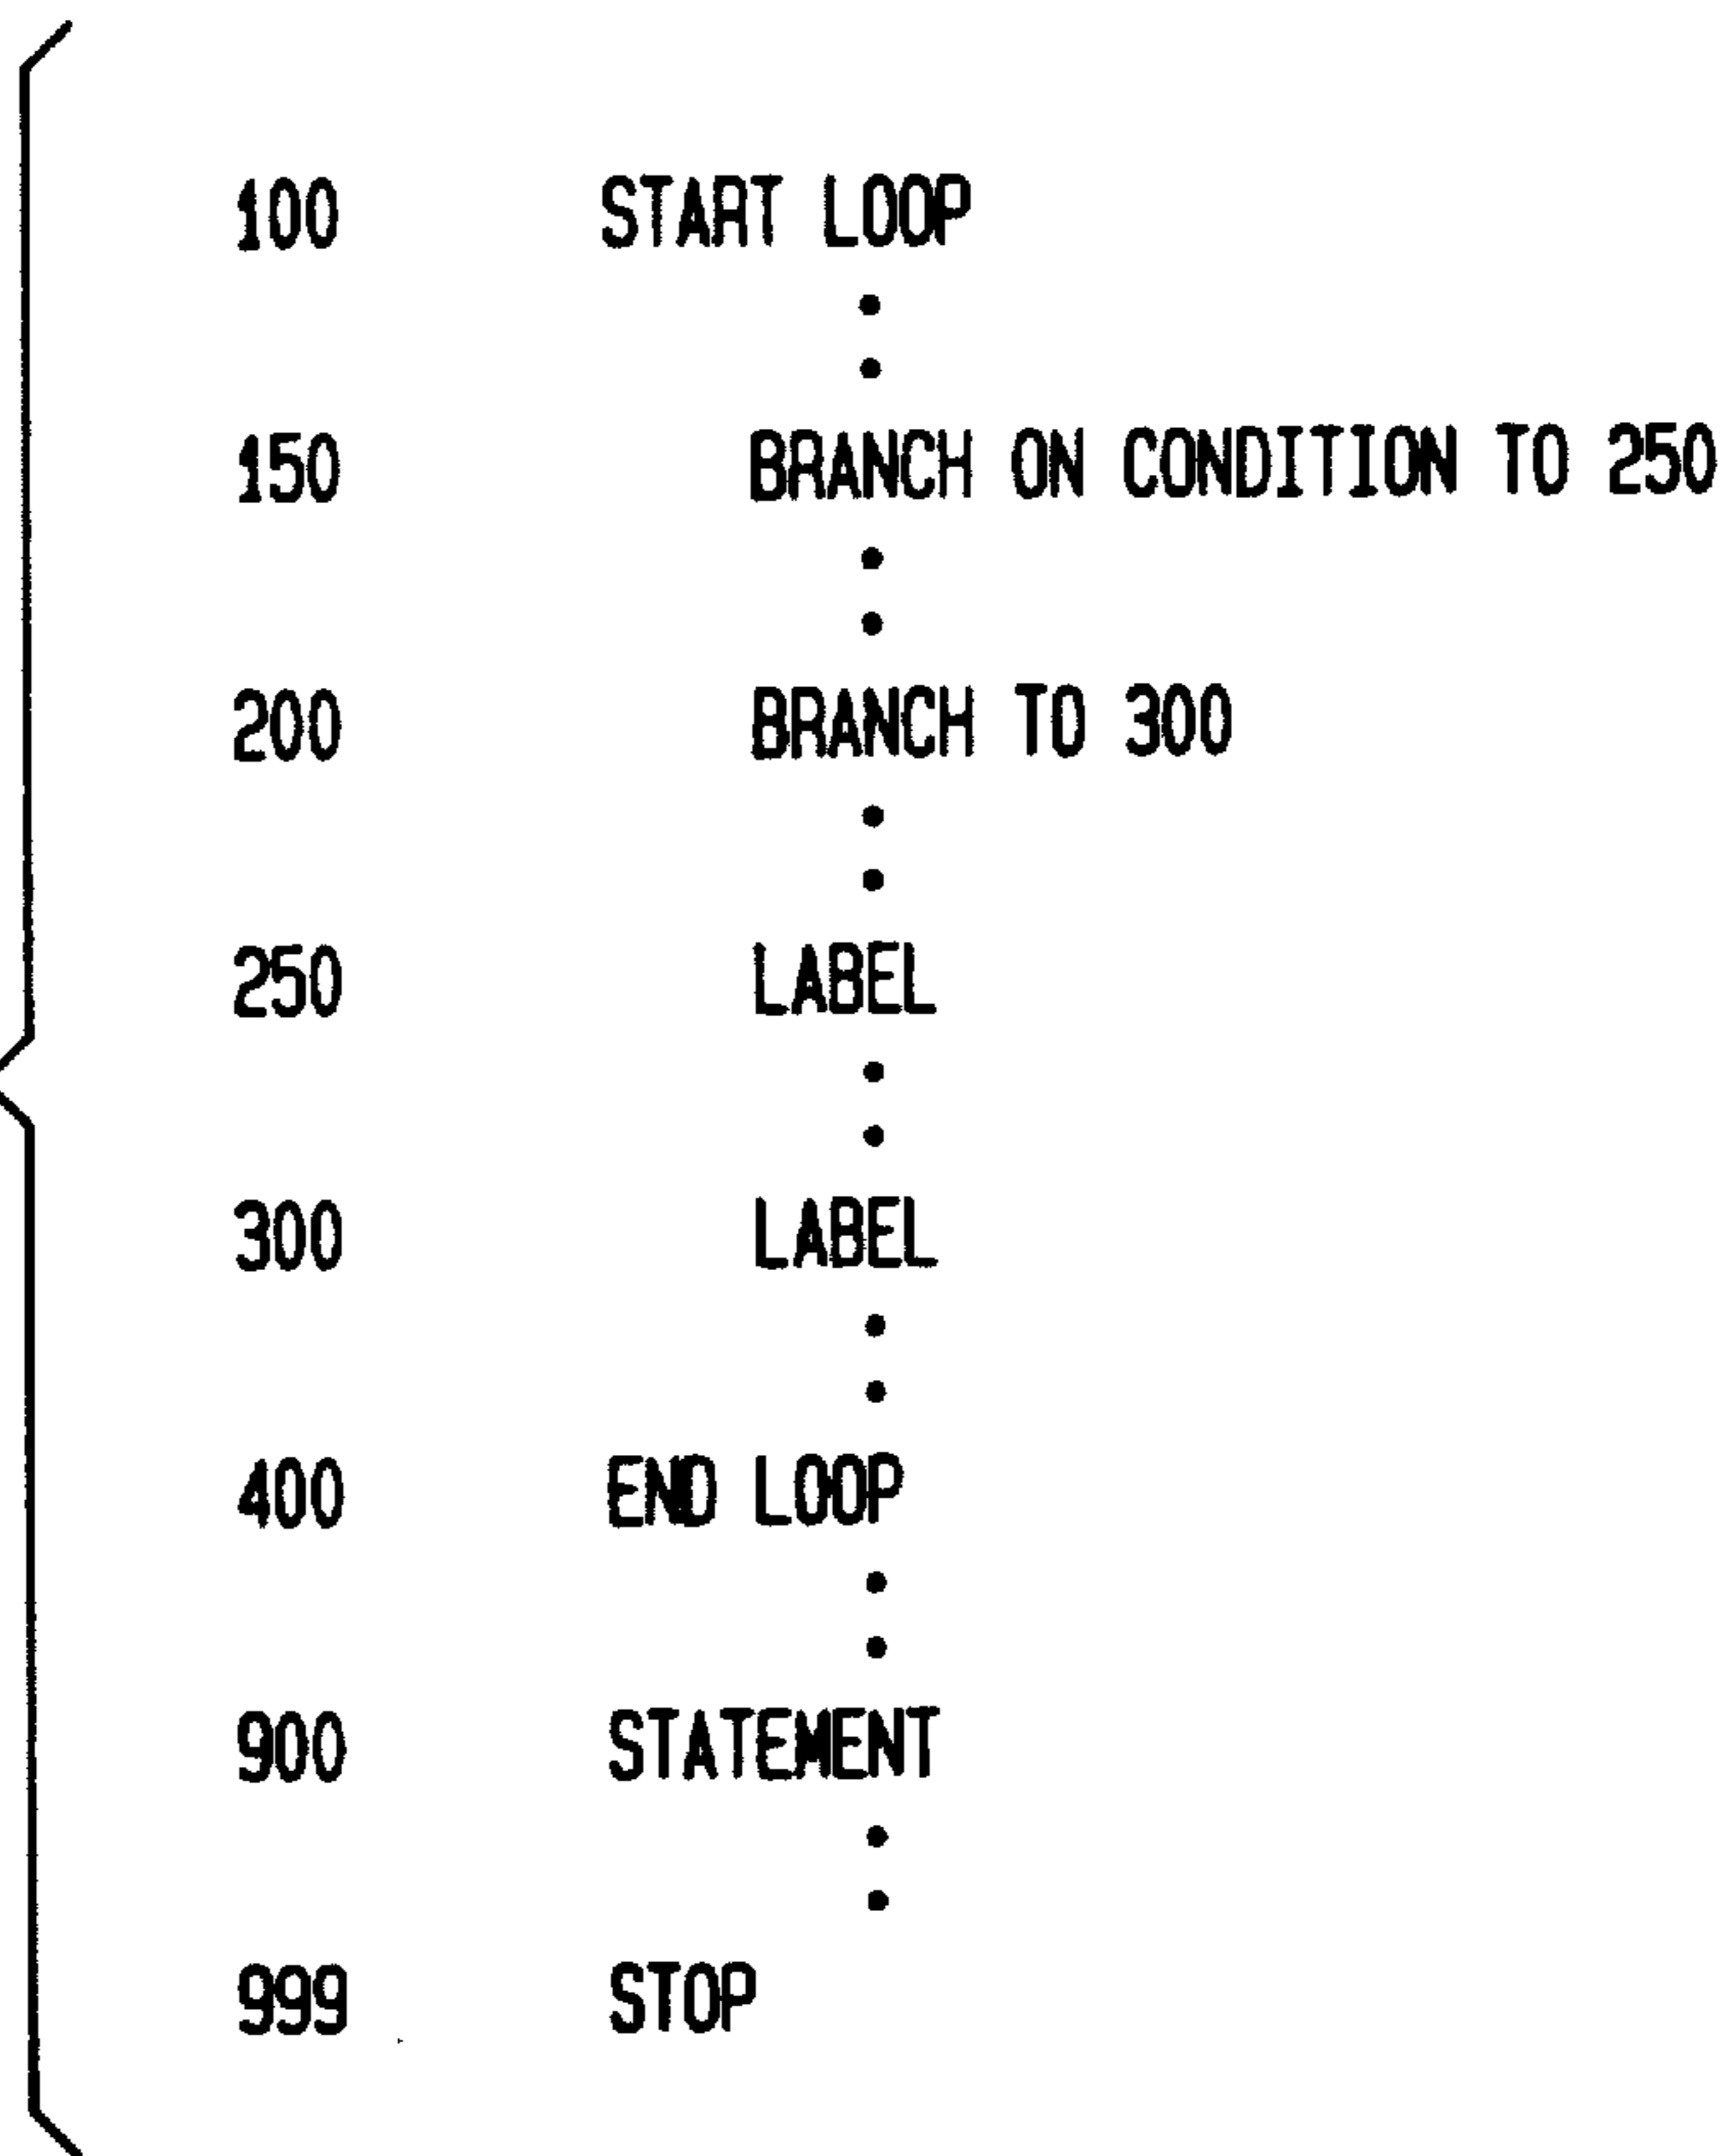 100 START LOOP
.
.
150 BRANCH ON CONDITION TO 250
.
.
200 BRANCH TO 300
.
.
250 LABEL
.
.
300 LABEL
.
.
400 END LOOP
.
.
900 STATEMENT
.
.
999 STOP